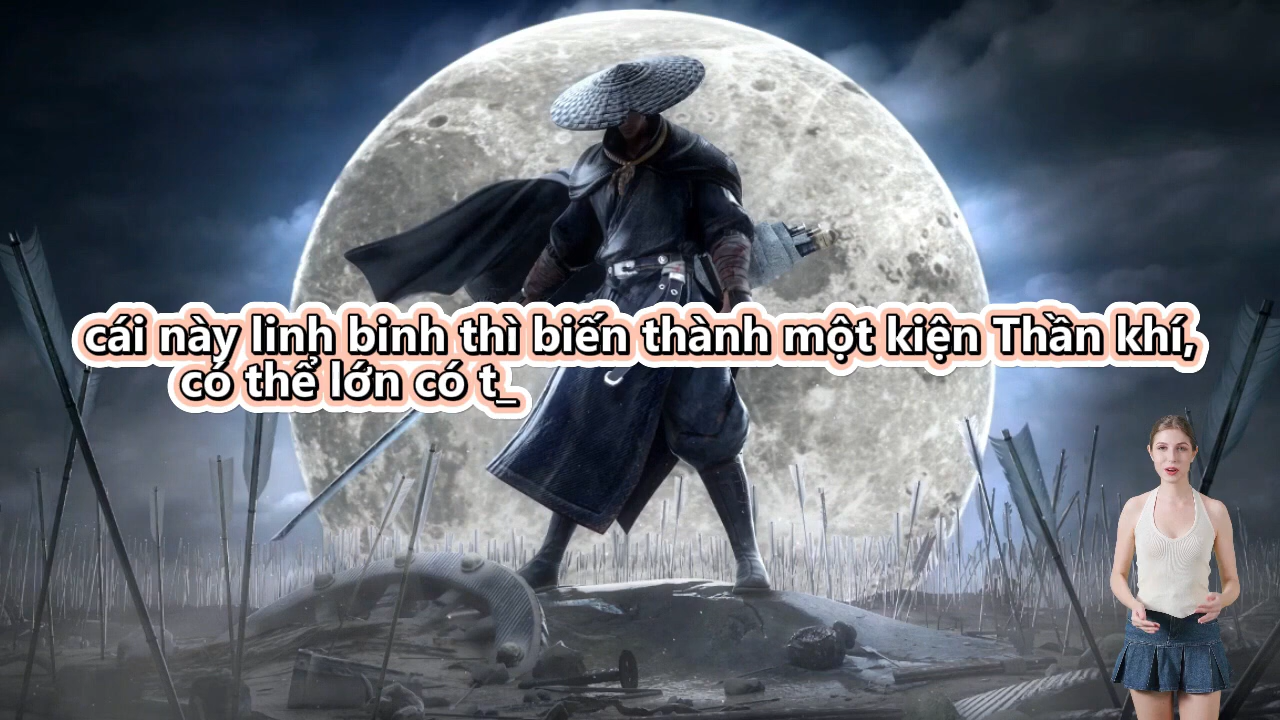 cái này linh binh thì biến thành một kiện Thần khí,
có thể lớn có t_